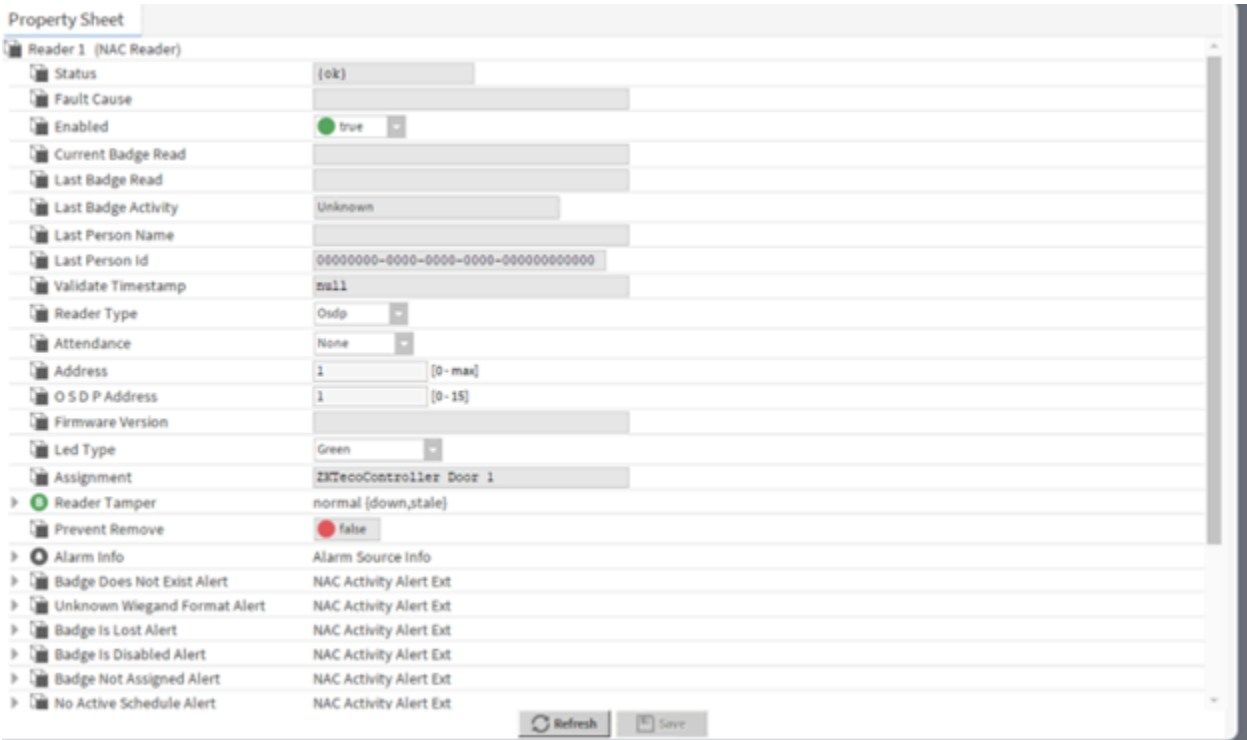 Property Sheet
Reader 1 (NAC Reader)
Status {ok}
Fault Cause
Enabled true
Current Badge Read
Last Badge Read
Last Badge Activity Unknown
Last Person Name
Last Person Id 00000000-0000-0000-0000-000000000000
Validate Timestamp null
Reader Type Osdp
Attendance None
Address 1 [0 - max]
O S D P Address 1 [0 - 15]
Firmware Version
Led Type Green
Assignment ZKTecoController Door 1
B Reader Tamper normal {down,stale}
Prevent Remove false
Alarm Info Alarm Source Info
Badge Does Not Exist Alert NAC Activity Alert Ext
Unknown Wiegand Format Alert NAC Activity Alert Ext
Badge Is Lost Alert NAC Activity Alert Ext
Badge Is Disabled Alert NAC Activity Alert Ext
Badge Not Assigned Alert NAC Activity Alert Ext
No Active Schedule Alert NAC Activity Alert Ext
Refresh Save